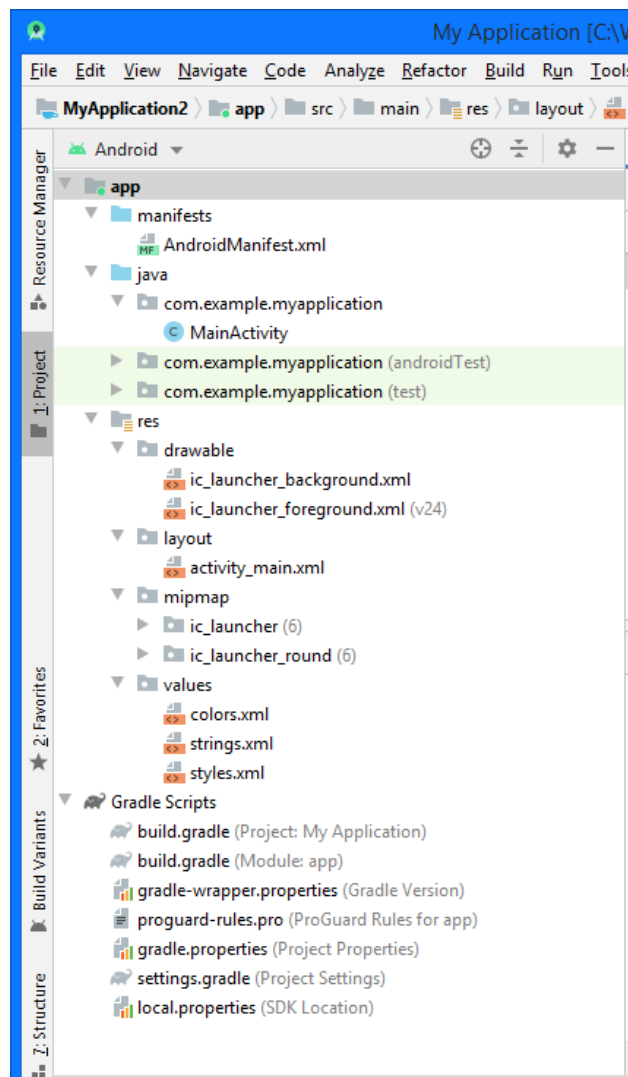 My Application [C:\
File Edit View Navigate Code Analyze Refactor Build Run Tools
MyApplication2 app src main res layout
Android
app
manifests
MF AndroidManifest.xml
java
com.example.myapplication
C MainActivity
com.example.myapplication (androidTest)
com.example.myapplication (test)
res
drawable
ic_launcher_background.xml
ic_launcher_foreground.xml (v24)
layout
activity_main.xml
mipmap
ic_launcher (6)
ic_launcher_round (6)
values
colors.xml
strings.xml
styles.xml
Gradle Scripts
build.gradle (Project: My Application)
build.gradle (Module: app)
gradle-wrapper.properties (Gradle Version)
proguard-rules.pro (ProGuard Rules for app)
gradle.properties (Project Properties)
settings.gradle (Project Settings)
local.properties (SDK Location)
Resource Manager
1: Project
2: Favorites
Build Variants
7: Structure